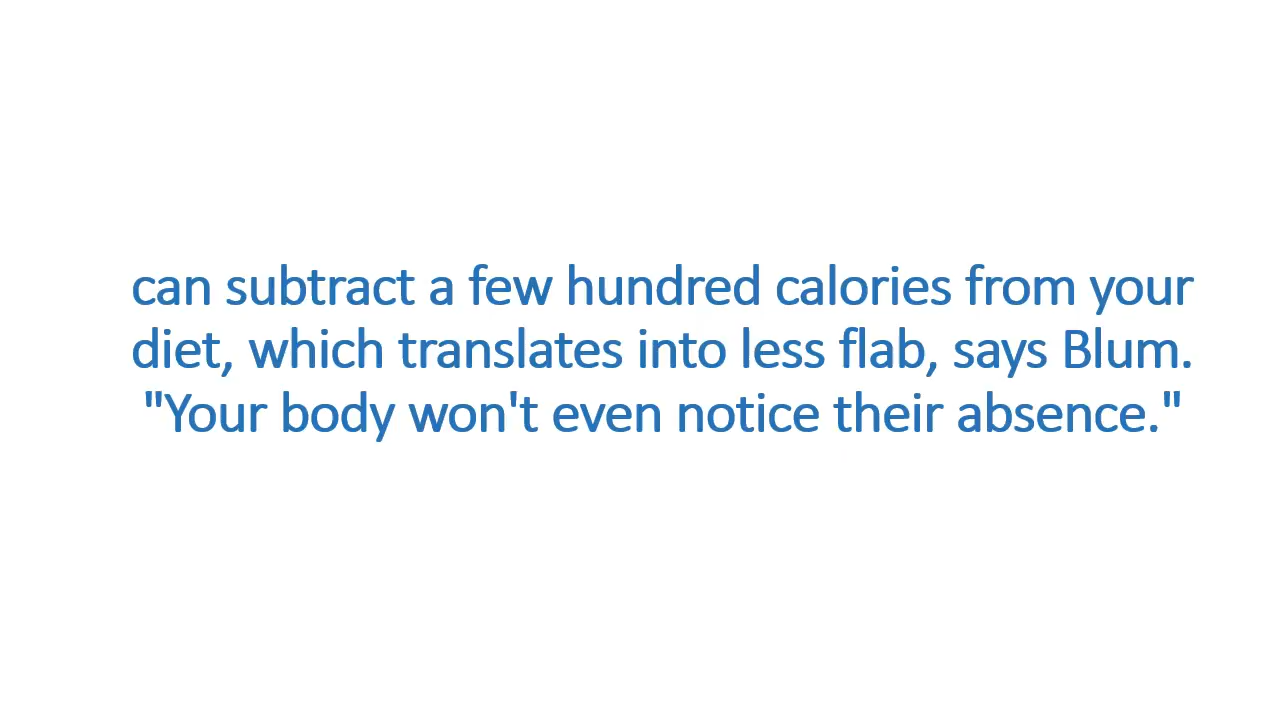 can subtract a few hundred calories from your
diet, which translates into less flab, says Blum.
"Your body won't even notice their absence."